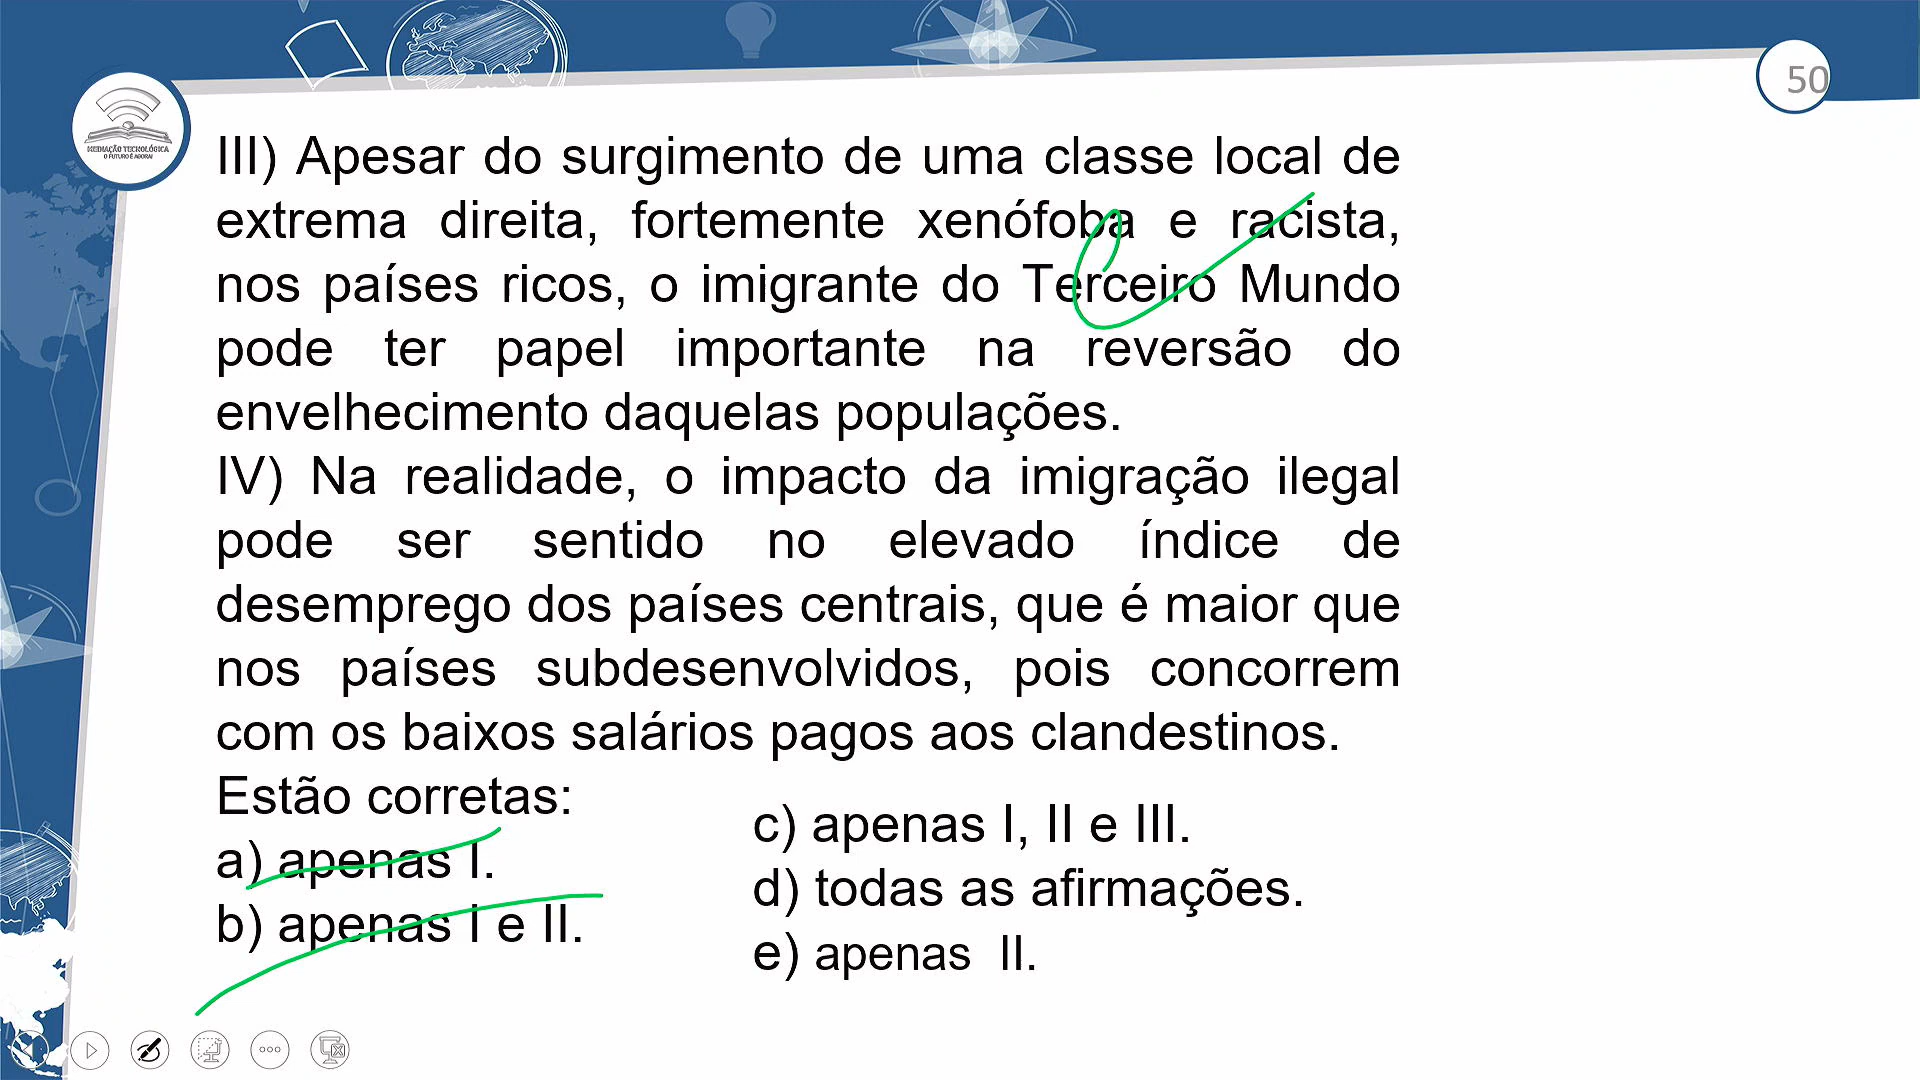 50
MEDIAÇÃO TECNOLÓGICA
O FUTURO É AGORA!
III) Apesar do surgimento de uma classe local de
extrema direita, fortemente xenófoba e racista,
nos países ricos, o imigrante do Terceiro Mundo
pode ter papel importante na reversão do
envelhecimento daquelas populações.
IV) Na realidade, o impacto da imigração ilegal
pode ser sentido no elevado índice de
desemprego dos países centrais, que é maior que
nos países subdesenvolvidos, pois concorrem
com os baixos salários pagos aos clandestinos.
Estão corretas:
a) apenas I.
b) apenas I e II.
c) apenas I, II e III.
d) todas as afirmações.
e) apenas II.